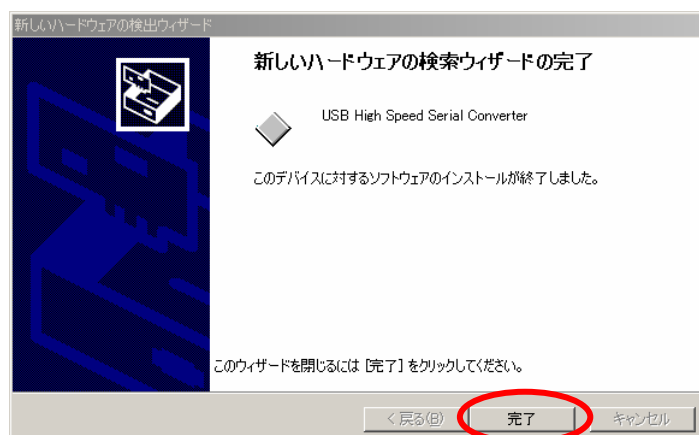 新しいハードウェアの検出ウィザード
新しいハードウェアの検索ウィザードの完了
USB High Speed Serial Converter
このデバイスに対するソフトウェアのインストールが終了しました。
このウィザードを閉じるには [完了] をクリックしてください。
< 戻る(B)
完了
キャンセル